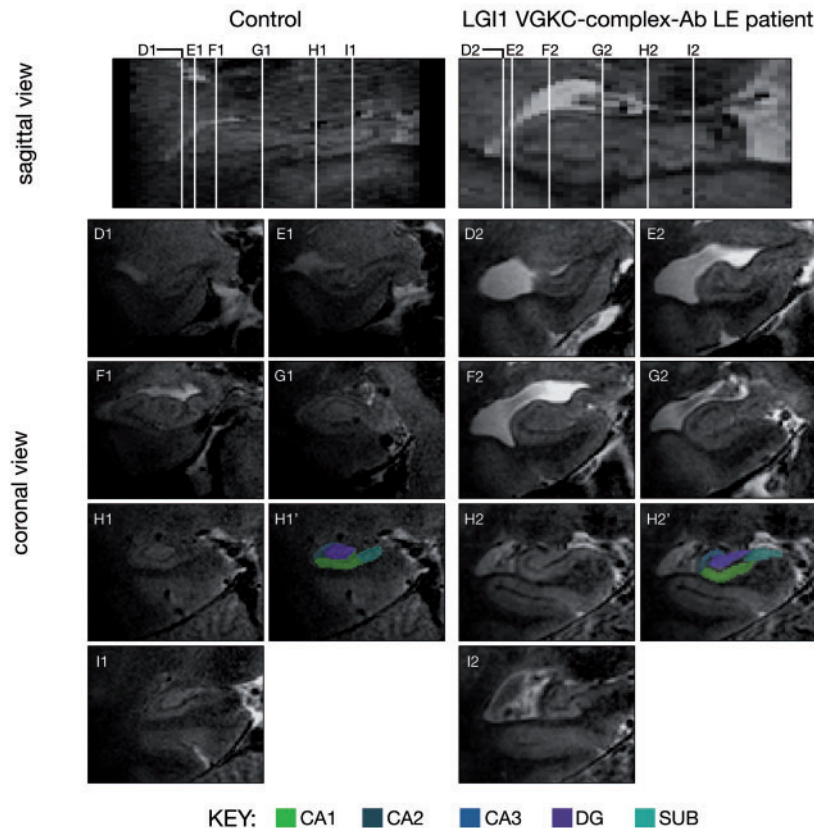 Control
LGI1 VGKC-complex-Ab LE patient
D1 E1 F1 G1 H1 I1
D2 E2 F2 G2 H2 I2
sagittal view
D1 E1 D2 E2
F1 G1 F2 G2
coronal view
H1 H1' H2 H2'
I1 I2
KEY: CA1 CA2 CA3 DG SUB